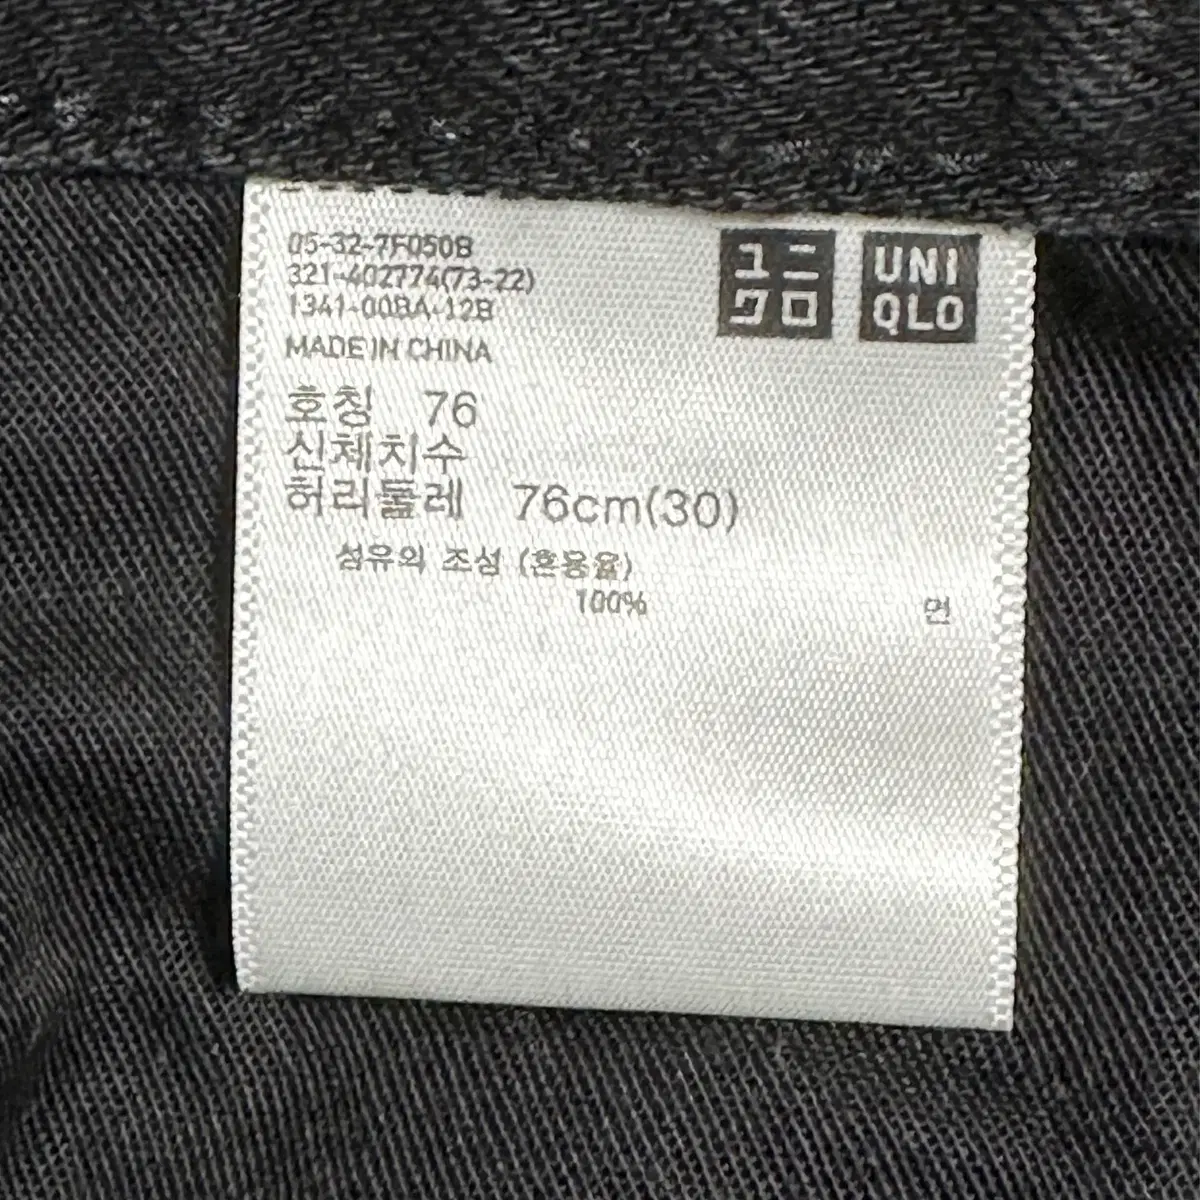 05-32-7F050B
321-402774(73-22)
1341-00BA-12B
MADE IN CHINA
ユニ
クロ
UNI
QLO
호칭 76
신체치수
허리둘레 76cm(30)
섬유의 조성 (혼용율)
100% 면